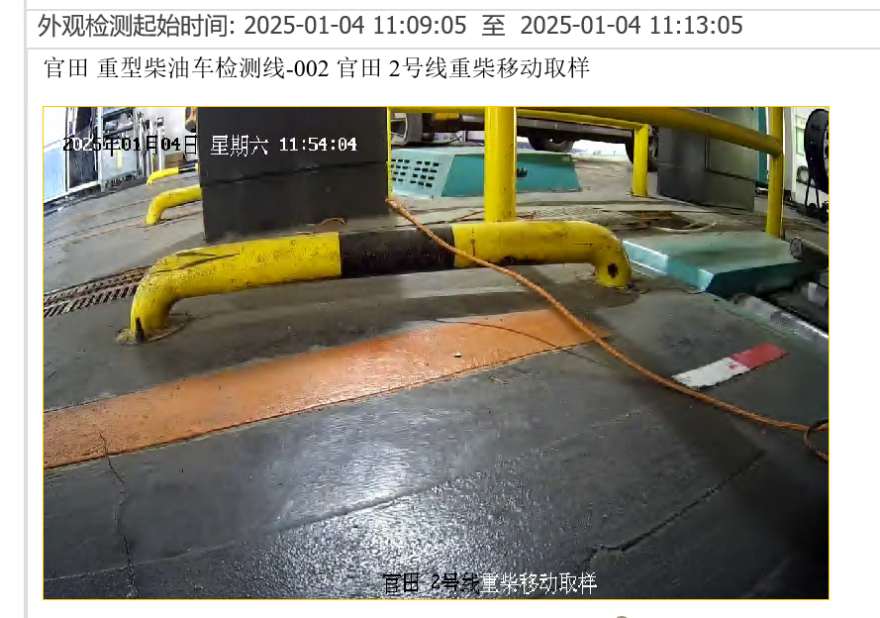 外观检测起始时间: 2025-01-04 11:09:05 至 2025-01-04 11:13:05
官田 重型柴油车检测线-002 官田 2号线重柴移动取样
2025年01月04日 星期六 11:54:04
官田 2号线重柴移动取样